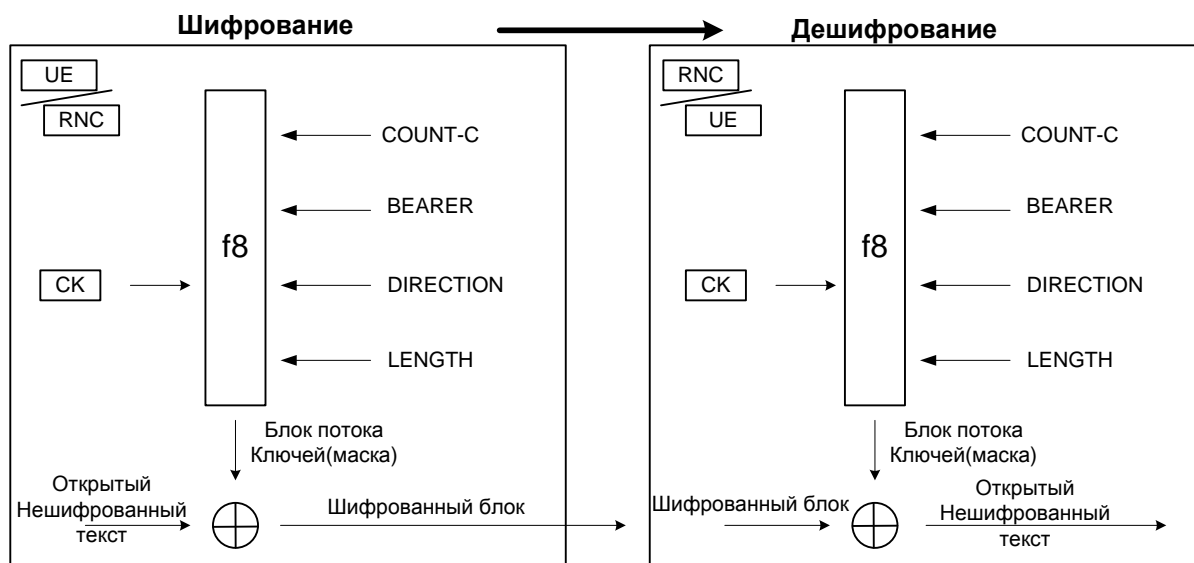 Шифрование
Дешифрование
UE
RNC
f8
COUNT-C
BEARER
DIRECTION
LENGTH
CK
Блок потока
Ключей(маска)
Открытый
Нешифрованный
текст
Шифрованный блок
RNC
UE
f8
COUNT-C
BEARER
DIRECTION
LENGTH
CK
Блок потока
Ключей(маска)
Шифрованный блок
Открытый
Нешифрованный
текст